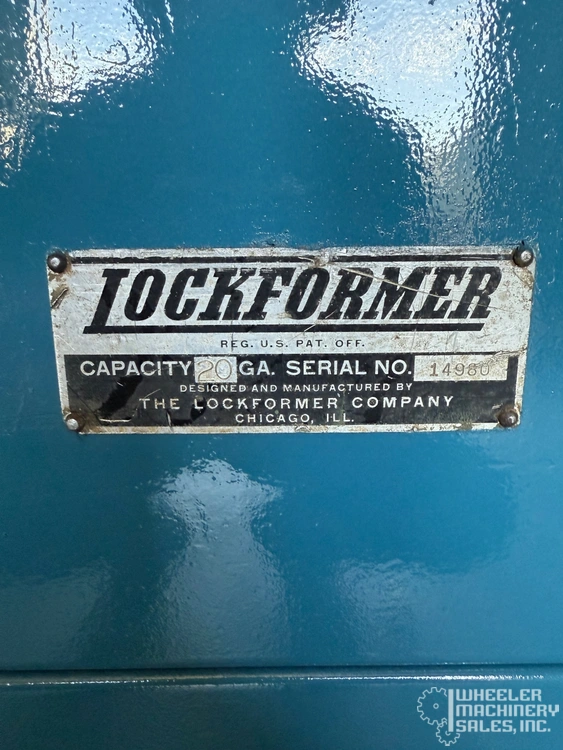 LOCKFORMER
REG. U.S. PAT. OFF.
CAPACITY 20 GA. SERIAL NO. 14980
DESIGNED AND MANUFACTURED BY
THE LOCKFORMER COMPANY
CHICAGO, ILL.
WHEELER
MACHINERY
SALES, INC.